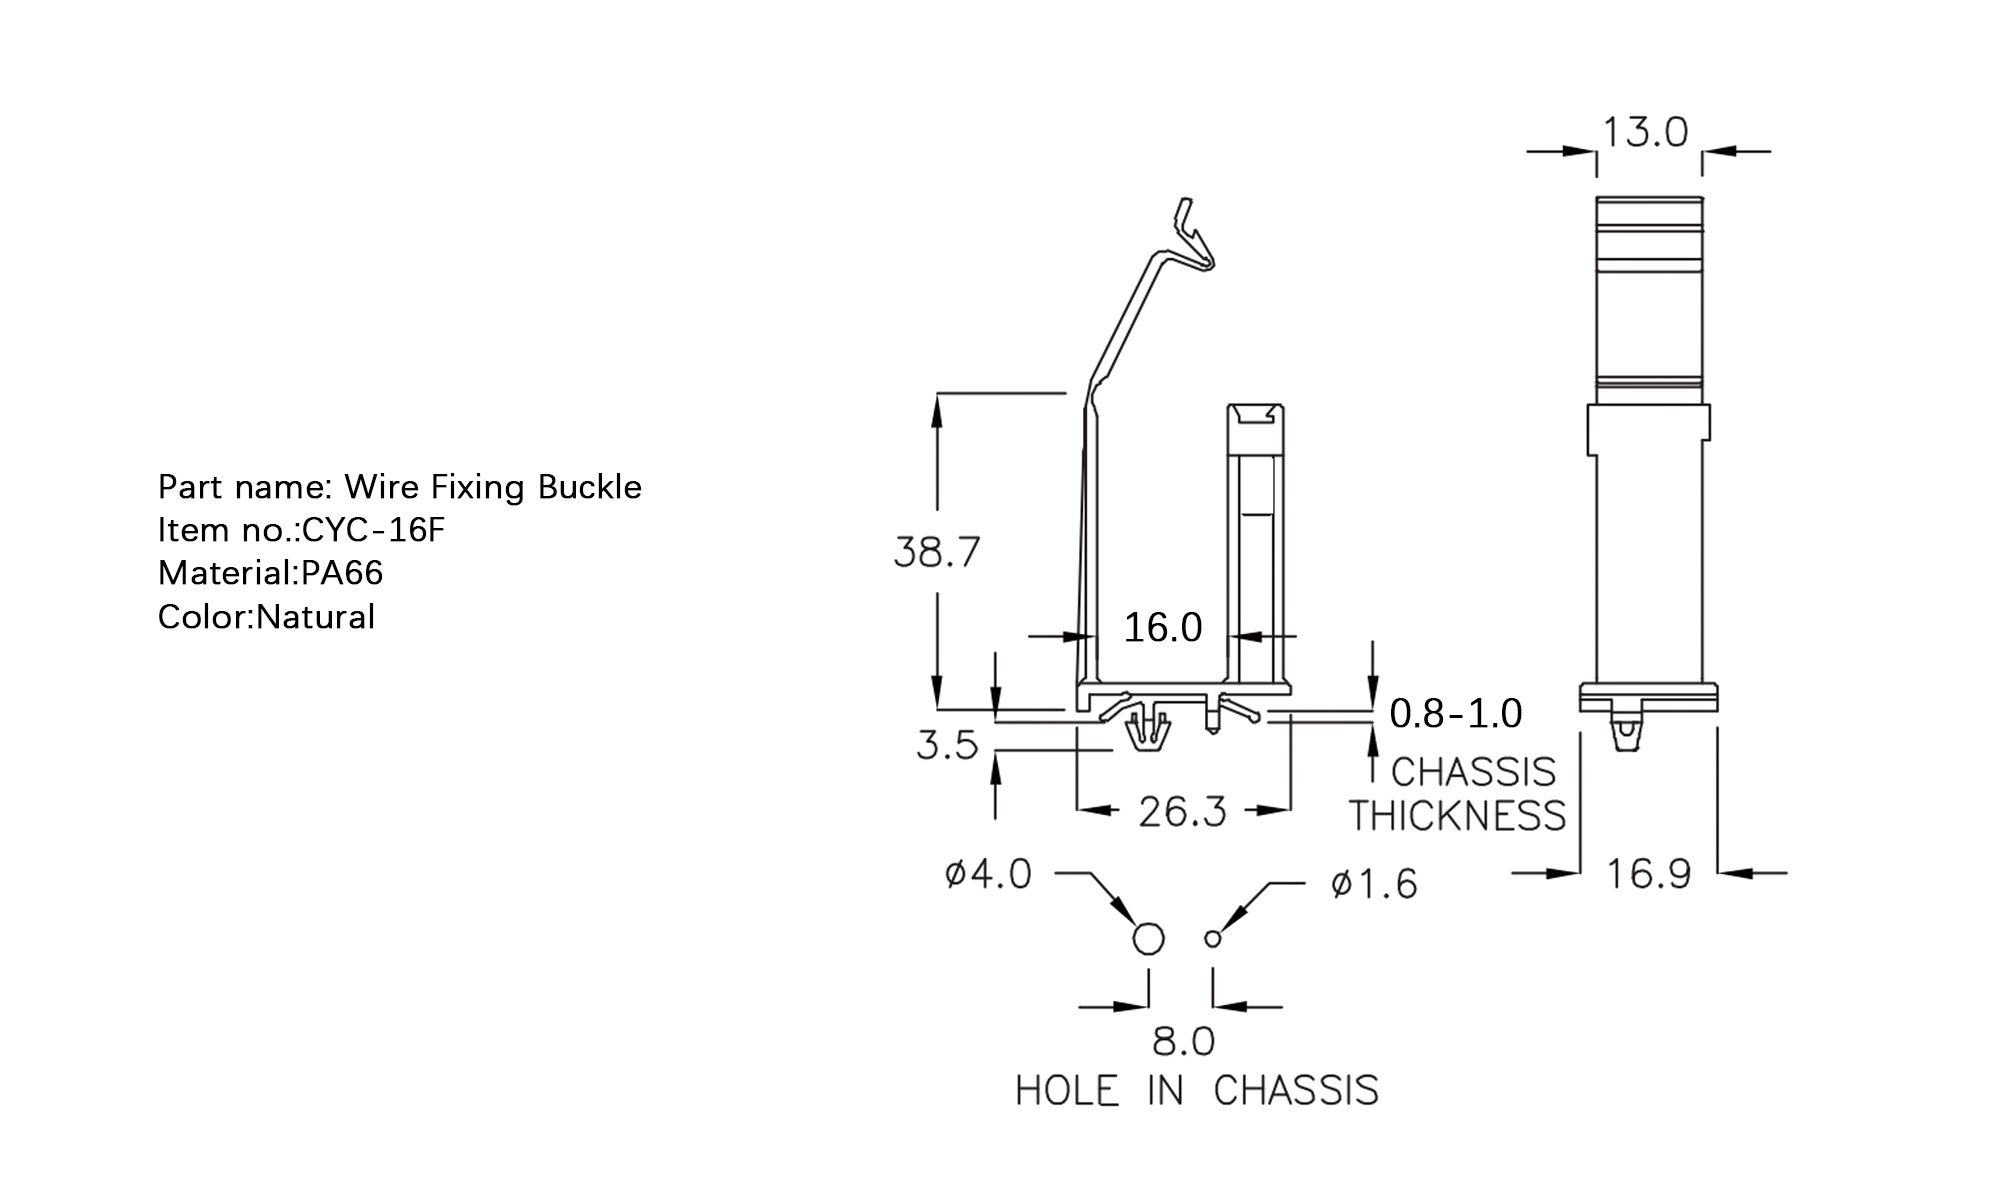 Part name: Wire Fixing Buckle
Item no.:CYC-16F
Material:PA66
Color:Natural
13.0
38.7
16.0
0.8-1.0
3.5
CHASSIS
THICKNESS
26.3
ø4.0
ø1.6
16.9
8.0
HOLE IN CHASSIS